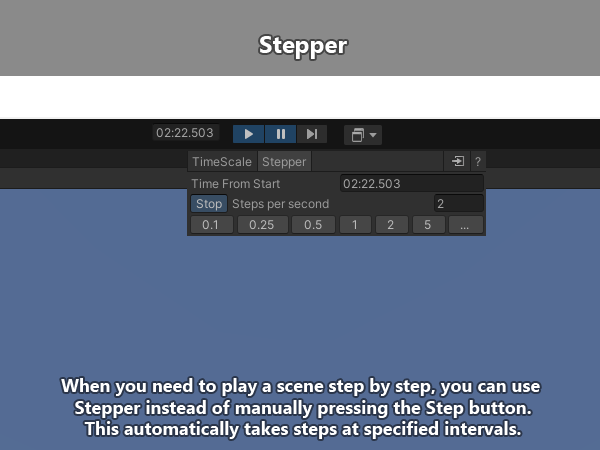 Stepper
02:22.503
TimeScale Stepper ?
Time From Start 02:22.503
Stop Steps per second 2
0.1 0.25 0.5 1 2 5 ...
When you need to play a scene step by step, you can use
Stepper instead of manually pressing the Step button.
This automatically takes steps at specified intervals.